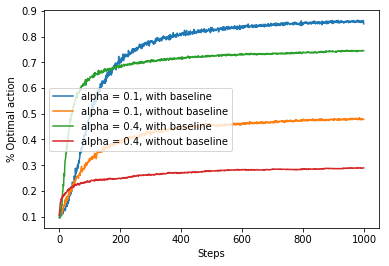 0.9
0.8
0.7
0.6
0.5
0.4
0.3
0.2
0.1
% Optimal action
alpha = 0.1, with baseline
alpha = 0.1, without baseline
alpha = 0.4, with baseline
alpha = 0.4, without baseline
0 200 400 600 800 1000
Steps